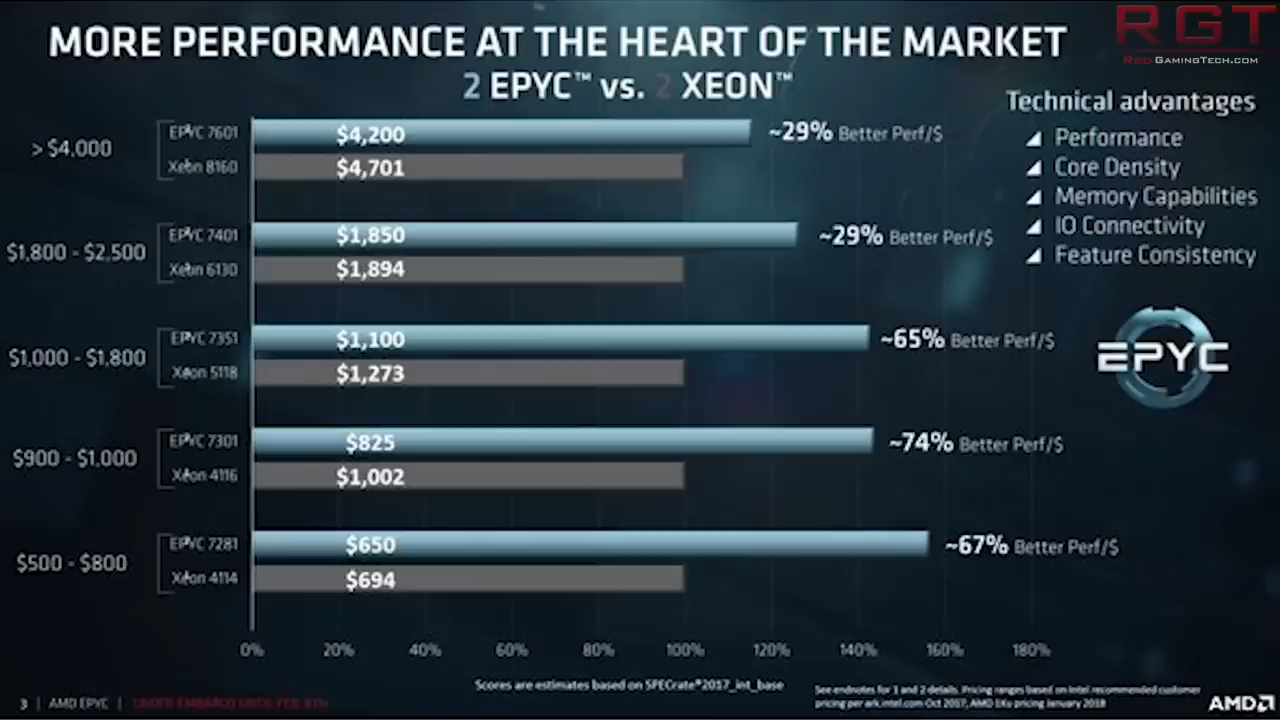 RGT
REDGAMINGTECH.COM
MORE PERFORMANCE AT THE HEART OF THE MARKET
2 EPYC™ vs. 2 XEON™
Technical advantages
Performance
Core Density
Memory Capabilities
IO Connectivity
Feature Consistency
EPYC
> $4,000
EPYC 7601 $4,200 ~29% Better Perf/$
Xeon 8160 $4,701
$1,800 - $2,500
EPYC 7401 $1,850 ~29% Better Perf/$
Xeon 6130 $1,894
$1,000 - $1,800
EPYC 7351 $1,100 ~65% Better Perf/$
Xeon 5118 $1,273
$900 - $1,000
EPYC 7301 $825 ~74% Better Perf/$
Xeon 4116 $1,002
$500 - $800
EPYC 7281 $650 ~67% Better Perf/$
Xeon 4114 $694
0% 20% 40% 60% 80% 100% 120% 140% 160% 180%
Scores are estimates based on SPECrate®2017_int_base
See endnotes for 1 and 2 details. Pricing ranges based on Intel recommended customer
pricing per ark.intel.com Oct 2017, AMD 1Ku pricing January 2018
3 | AMD EPYC | UNDER EMBARGO UNTIL FEB. 6TH
AMD